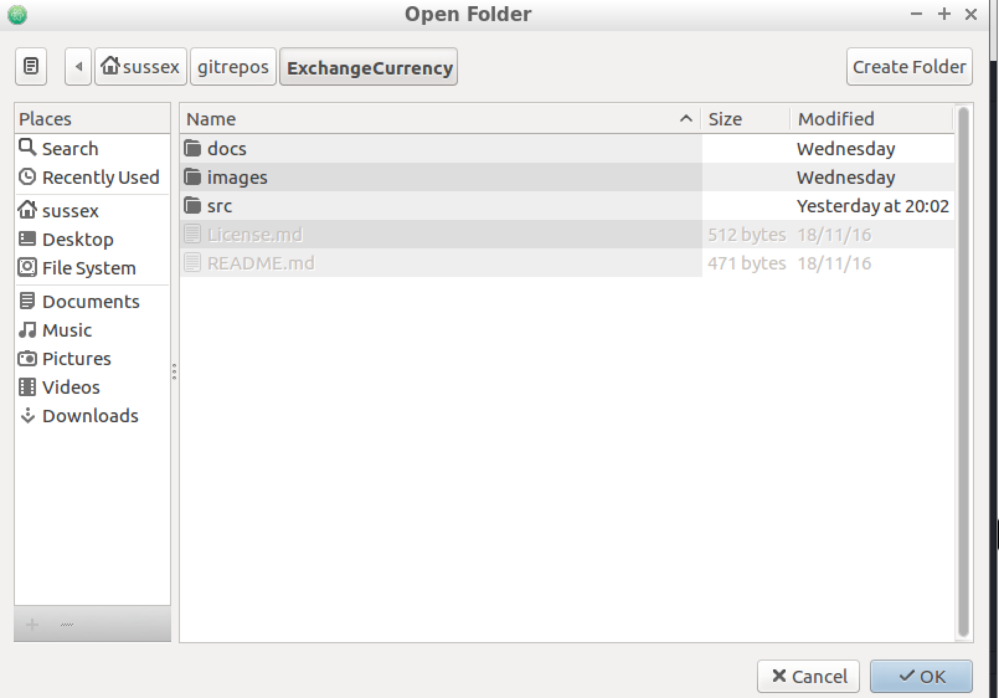 Open Folder
sussex gitrepos ExchangeCurrency Create Folder
Places
Search
Recently Used
sussex
Desktop
File System
Documents
Music
Pictures
Videos
Downloads
Name Size Modified
docs Wednesday
images Wednesday
src Yesterday at 20:02
License.md 512 bytes 18/11/16
README.md 471 bytes 18/11/16
Cancel OK